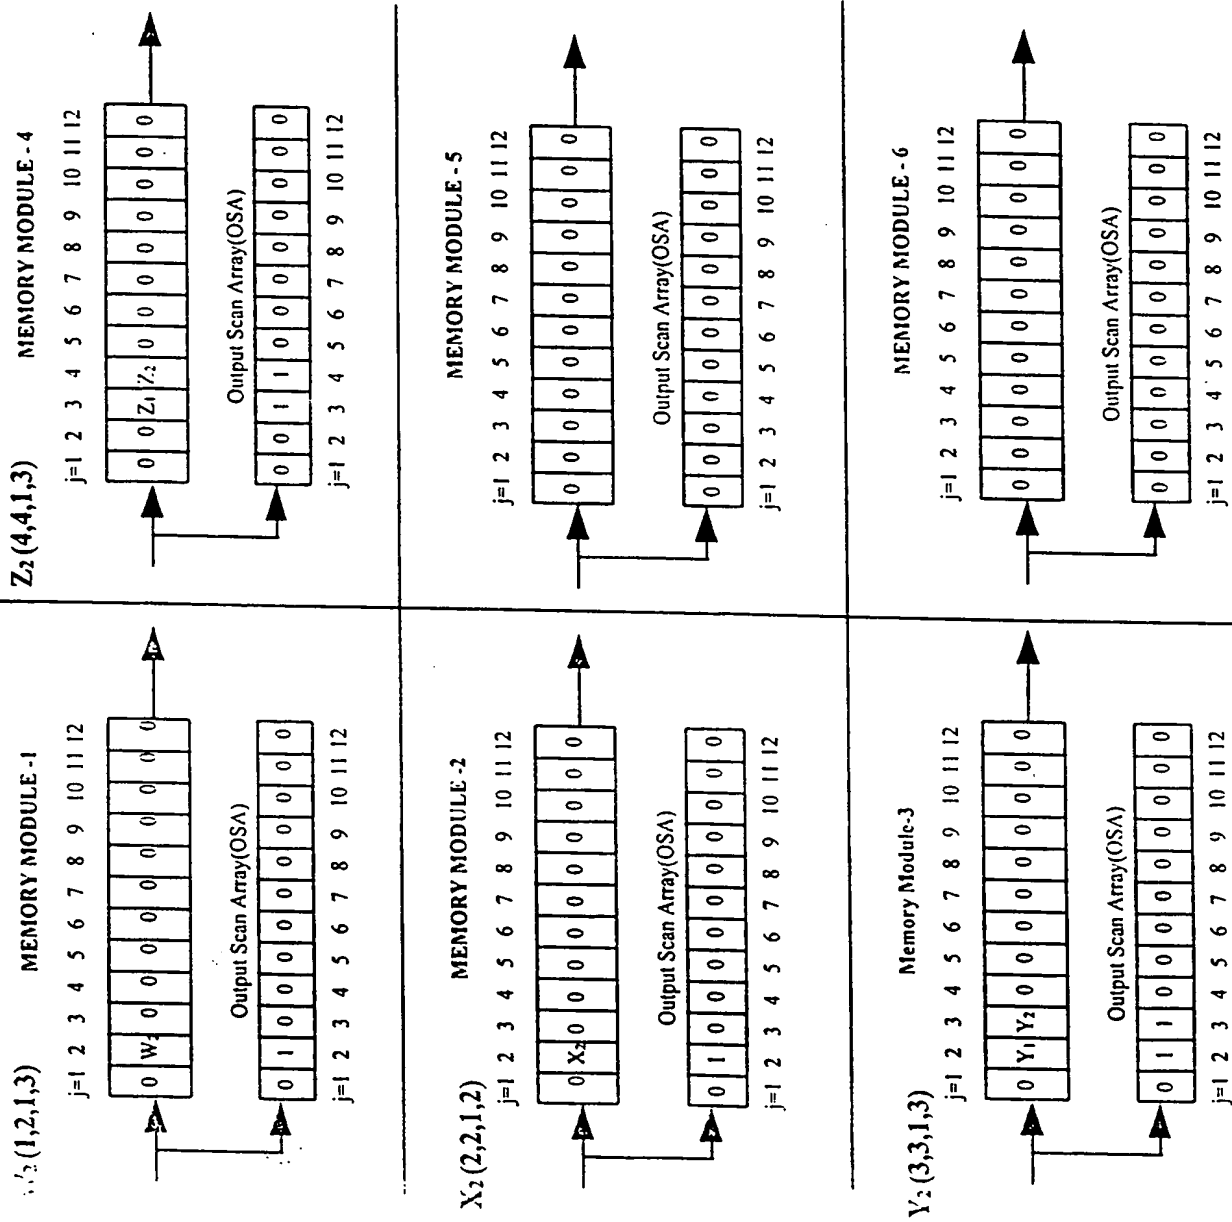 W2 (1,2,1,3)
MEMORY MODULE -1
j=1 2 3 4 5 6 7 8 9 10 11 12
0 W2 0 0 0 0 0 0 0 0 0 0
Output Scan Array(OSA)
0 1 0 0 0 0 0 0 0 0 0 0
j=1 2 3 4 5 6 7 8 9 10 11 12
X2 (2,2,1,2)
MEMORY MODULE -2
j=1 2 3 4 5 6 7 8 9 10 11 12
0 X2 0 0 0 0 0 0 0 0 0 0
Output Scan Array(OSA)
0 1 0 0 0 0 0 0 0 0 0 0
j=1 2 3 4 5 6 7 8 9 10 11 12
Y2 (3,3,1,3)
Memory Module-3
j=1 2 3 4 5 6 7 8 9 10 11 12
0 Y1 Y2 0 0 0 0 0 0 0 0 0
Output Scan Array(OSA)
0 1 1 0 0 0 0 0 0 0 0 0
j=1 2 3 4 5 6 7 8 9 10 11 12
Z2 (4,4,1,3)
MEMORY MODULE - 4
j=1 2 3 4 5 6 7 8 9 10 11 12
0 0 Z1 Z2 0 0 0 0 0 0 0 0
Output Scan Array(OSA)
0 0 1 1 0 0 0 0 0 0 0 0
j=1 2 3 4 5 6 7 8 9 10 11 12
MEMORY MODULE - 5
j=1 2 3 4 5 6 7 8 9 10 11 12
0 0 0 0 0 0 0 0 0 0 0 0
Output Scan Array(OSA)
0 0 0 0 0 0 0 0 0 0 0 0
j=1 2 3 4 5 6 7 8 9 10 11 12
MEMORY MODULE - 6
j=1 2 3 4 5 6 7 8 9 10 11 12
0 0 0 0 0 0 0 0 0 0 0 0
Output Scan Array(OSA
0 0 0 0 0 0 0 0 0 0 0 0
j=1 2 3 4 5 6 7 8 9 10 11 12